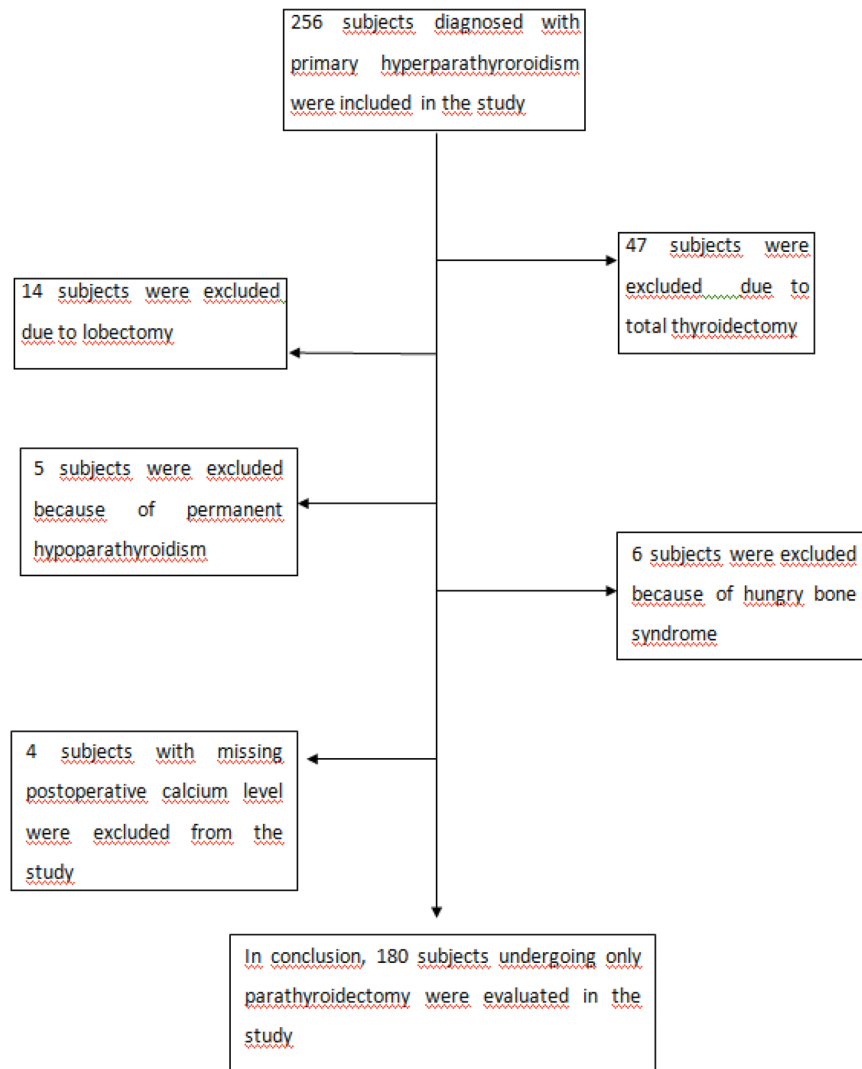 256 subjects diagnosed with
primary hyperparathyroroidism
were included in the study
47 subjects were
excluded due to
total thyroidectomy
14 subjects were excluded
due to lobectomy
5 subjects were excluded
because of permanent
hypoparathyroidism
6 subjects were excluded
because of hungry bone
syndrome
4 subjects with missing
postoperative calcium level
were excluded from the
study
In conclusion, 180 subjects undergoing only
parathyroidectomy were evaluated in the
study